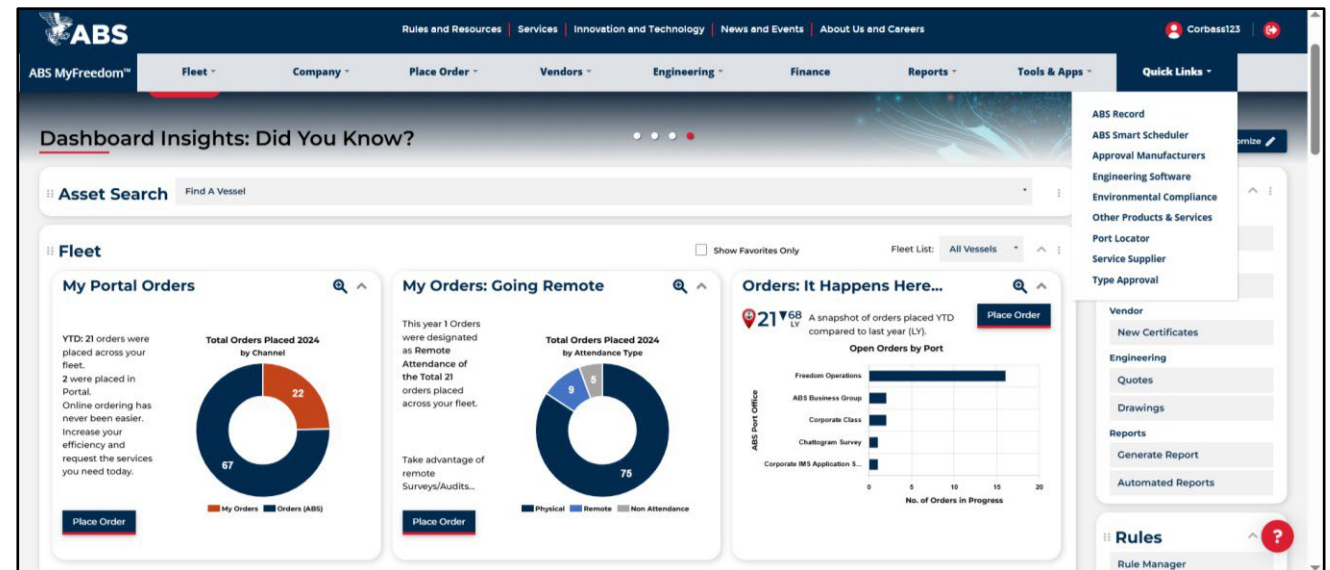 ABS
Rules and Resources | Services | Innovation and Technology | News and Events | About Us and Careers
Corbass123
ABS MyFreedom™
Fleet
Company
Place Order
Vendors
Engineering
Finance
Reports
Tools & Apps
Quick Links
ABS Record
ABS Smart Scheduler
Approval Manufacturers
Engineering Software
Environmental Compliance
Other Products & Services
Port Locator
Service Supplier
Type Approval
Dashboard Insights: Did You Know?
Asset Search
Find A Vessel
Fleet
Show Favorites Only
Fleet List:
All Vessels
My Portal Orders
YTD: 21 orders were
placed across your
fleet.
2 were placed in
Portal.
Online ordering has
never been easier.
Increase your
efficiency and
request the services
you need today.
Place Order
Total Orders Placed 2024
by Channel
22
67
My Orders
Orders (ABS)
My Orders: Going Remote
This year 1 Orders
were designated
as Remote
Attendance of
the Total 21
orders placed
across your fleet.
Take advantage of
remote
Surveys/Audits...
Place Order
Total Orders Placed 2024
by Attendance Type
9
5
75
Physical
Remote
Non Attendance
Orders: It Happens Here...
21
68
LY
A snapshot of orders placed YTD
compared to last year (LY).
Place Order
Open Orders by Port
ABS Port Office
Freedom Operations
ABS Business Group
Corporate Class
Chattogram Survey
Corporate IMS Application S...
0 5 10 15 20
No. of Orders in Progress
Vendor
New Certificates
Engineering
Quotes
Drawings
Reports
Generate Report
Automated Reports
Rules
?
Rule Manager